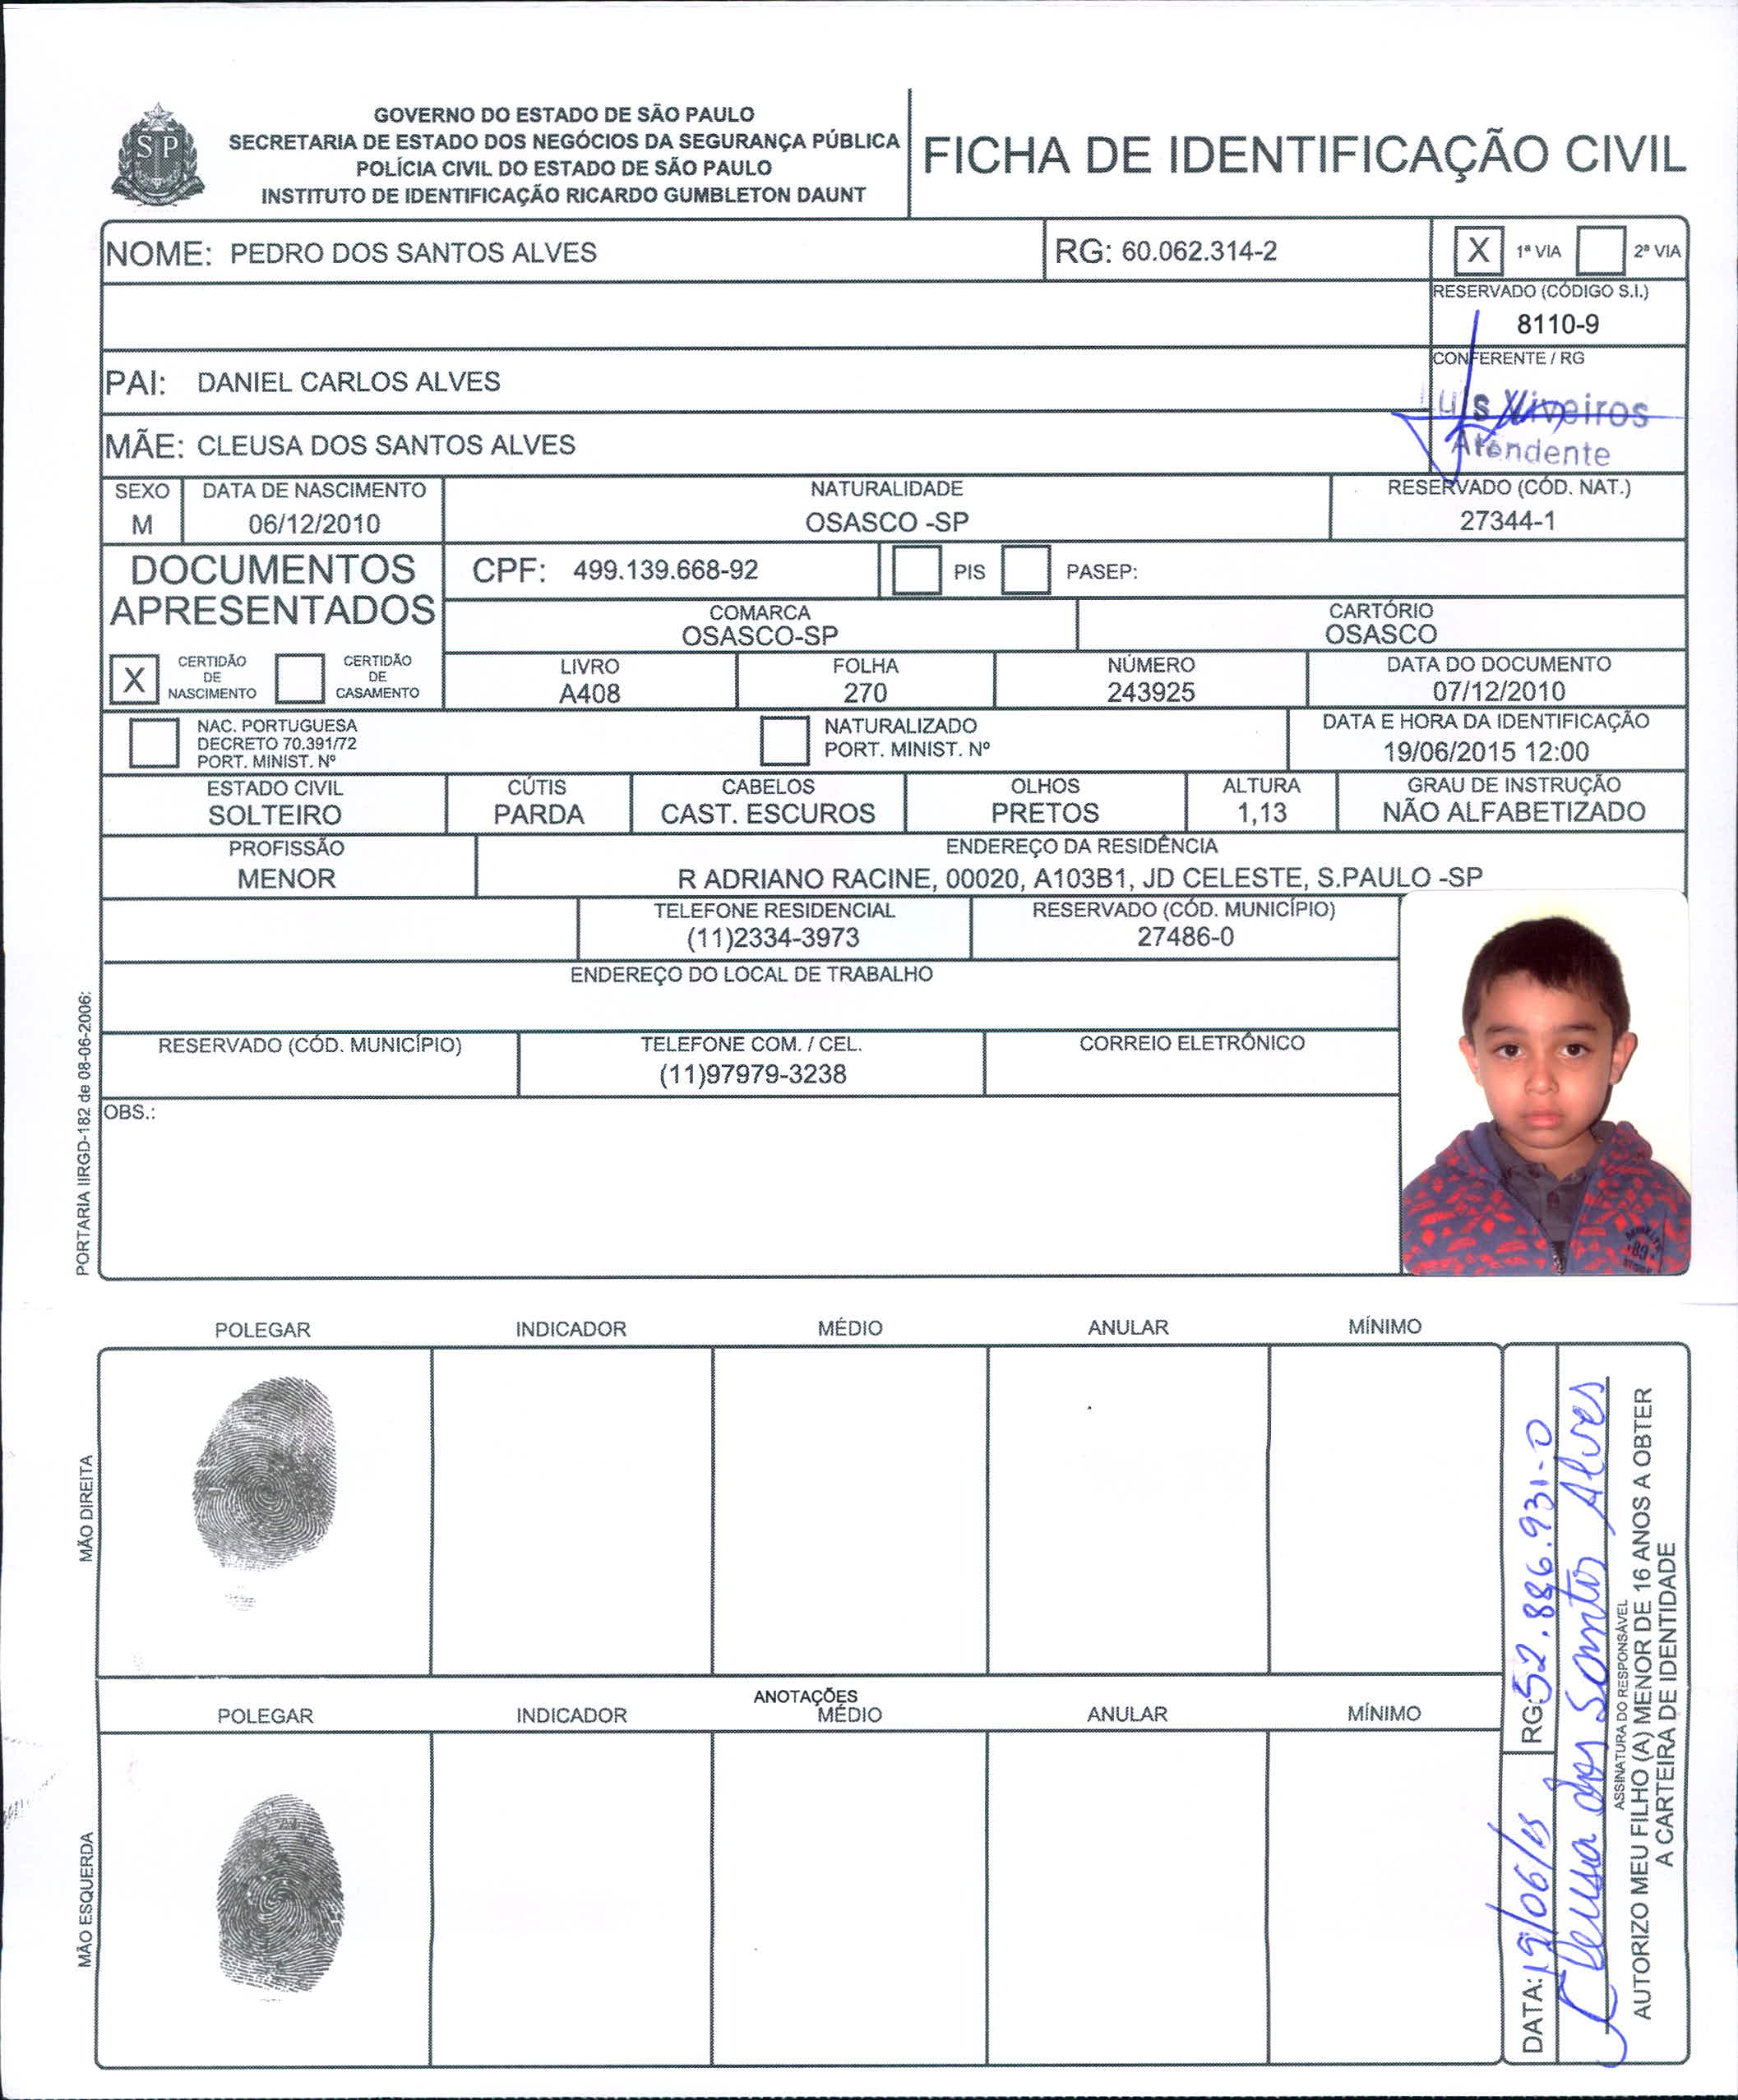 GOVERNO DO ESTADO DE SÃO PAULO
SECRETARIA DE ESTADO DOS NEGÓCIOS DA SEGURANÇA PÚBLICA
POLÍCIA CIVIL DO ESTADO DE SÃO PAULO
INSTITUTO DE IDENTIFICAÇÃO RICARDO GUMBLETON DAUNT
SP
FICHA DE IDENTIFICAÇÃO CIVIL
NOME: PEDRO DOS SANTOS ALVES
RG: 60.062.314-2
X 1ª VIA 2ª VIA
RESERVADO (CÓDIGO S.I.)
8110-9
CONFERENTE / RG
Luis Viveiros
Atendente
PAI: DANIEL CARLOS ALVES
MÃE: CLEUSA DOS SANTOS ALVES
SEXO
M
DATA DE NASCIMENTO
06/12/2010
NATURALIDADE
OSASCO -SP
RESERVADO (CÓD. NAT.)
27344-1
DOCUMENTOS
APRESENTADOS
CPF: 499.139.668-92
PIS PASEP:
COMARCA
OSASCO-SP
CARTÓRIO
OSASCO
X CERTIDÃO
DE
NASCIMENTO
CERTIDÃO
DE
CASAMENTO
LIVRO
A408
FOLHA
270
NÚMERO
243925
DATA DO DOCUMENTO
07/12/2010
NAC. PORTUGUESA
DECRETO 70.391/72
PORT. MINIST. Nº
NATURALIZADO
PORT. MINIST. Nº
DATA E HORA DA IDENTIFICAÇÃO
19/06/2015 12:00
ESTADO CIVIL
SOLTEIRO
CÚTIS
PARDA
CABELOS
CAST. ESCUROS
OLHOS
PRETOS
ALTURA
1,13
GRAU DE INSTRUÇÃO
NÃO ALFABETIZADO
PROFISSÃO
MENOR
ENDEREÇO DA RESIDÊNCIA
R ADRIANO RACINE, 00020, A103B1, JD CELESTE, S.PAULO -SP
TELEFONE RESIDENCIAL
(11)2334-3973
RESERVADO (CÓD. MUNICÍPIO)
27486-0
ENDEREÇO DO LOCAL DE TRABALHO
RESERVADO (CÓD. MUNICÍPIO)
TELEFONE COM. / CEL.
(11)97979-3238
CORREIO ELETRÔNICO
OBS.:
PORTARIA IIRGD-182 de 08-06-2006:
POLEGAR INDICADOR MÉDIO ANULAR MÍNIMO
MÃO DIREITA
ANOTAÇÕES
POLEGAR INDICADOR MÉDIO ANULAR MÍNIMO
MÃO ESQUERDA
DATA: 19/06/15 RG: 52.886.931-0
Cleusa dos Santos Alves
ASSINATURA DO RESPONSÁVEL
AUTORIZO MEU FILHO (A) MENOR DE 16 ANOS A OBTER
A CARTEIRA DE IDENTIDADE